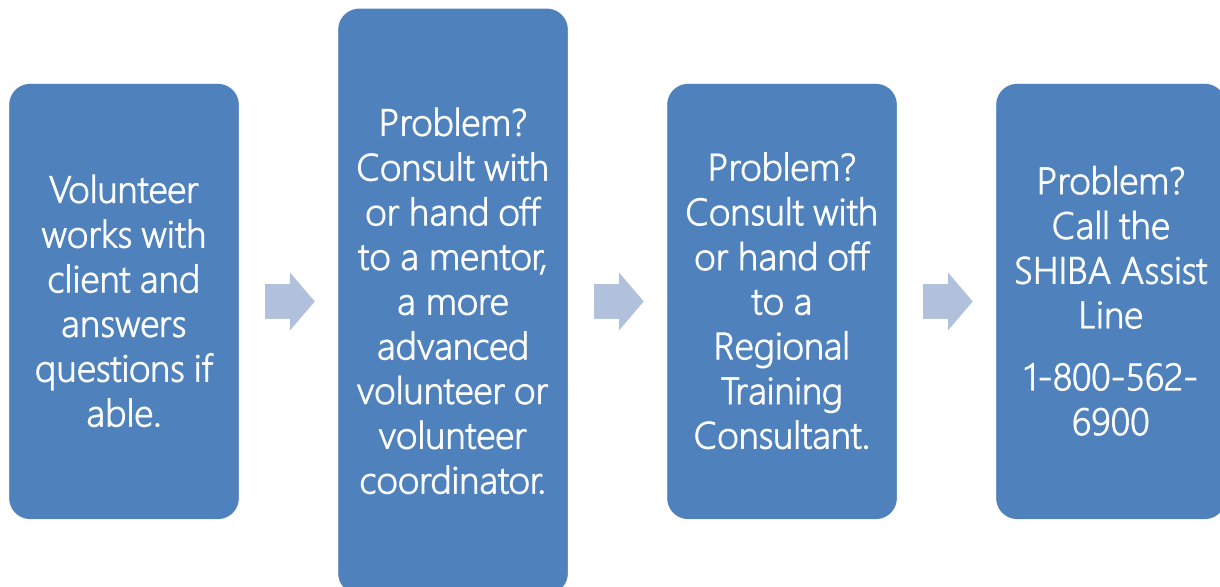 Volunteer
works with
client and
answers
questions if
able.
Problem?
Consult with
or hand off
to a mentor,
a more
advanced
volunteer or
volunteer
coordinator.
Problem?
Consult with
or hand off
to a
Regional
Training
Consultant.
Problem?
Call the
SHIBA Assist
Line
1-800-562-
6900